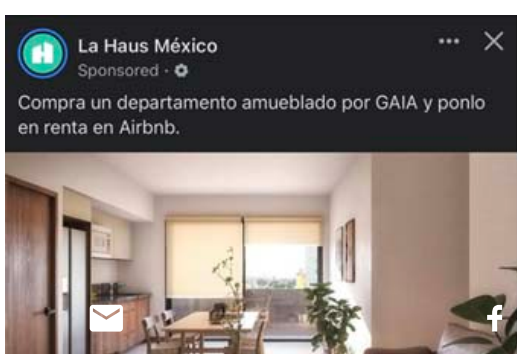 La Haus México
Sponsored ·
Compra un departamento amueblado por GAIA y ponlo
en renta en Airbnb.